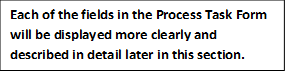 Each of the fields in the Process Task Form
will be displayed more clearly and
described in detail later in this section.